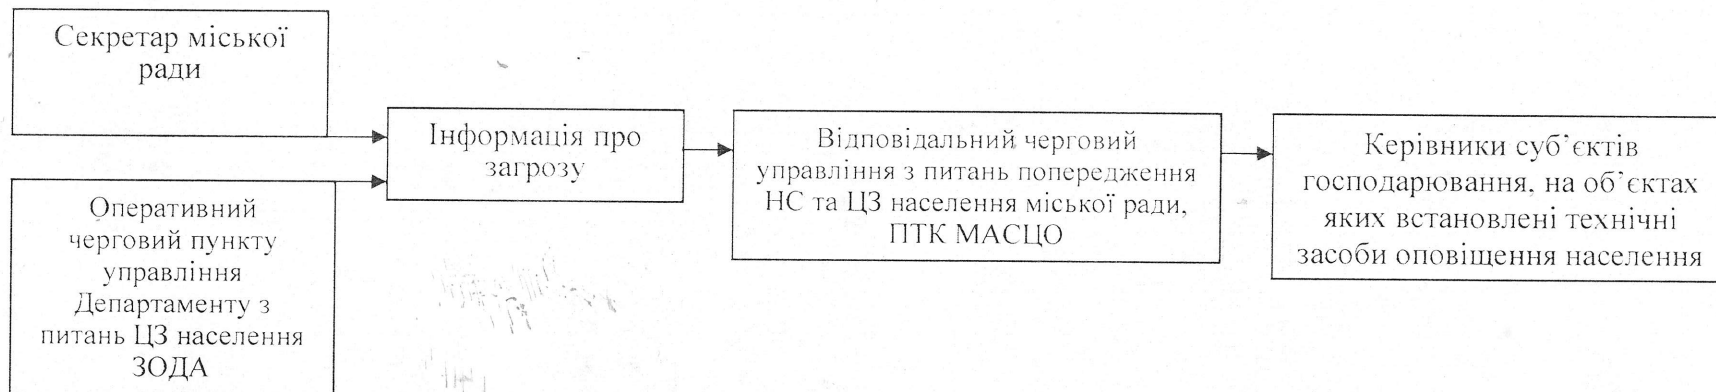 Секретар міської
ради
Оперативний
черговий пункту
управління
Департаменту з
питань ЦЗ населення
ЗОДА
Інформація про
загрозу
Відповідальний черговий
управління з питань попередження
НС та ЦЗ населення міської ради,
ПТК МАСЦО
Керівники суб’єктів
господарювання, на об’єктах
яких встановлені технічні
засоби оповіщення населення